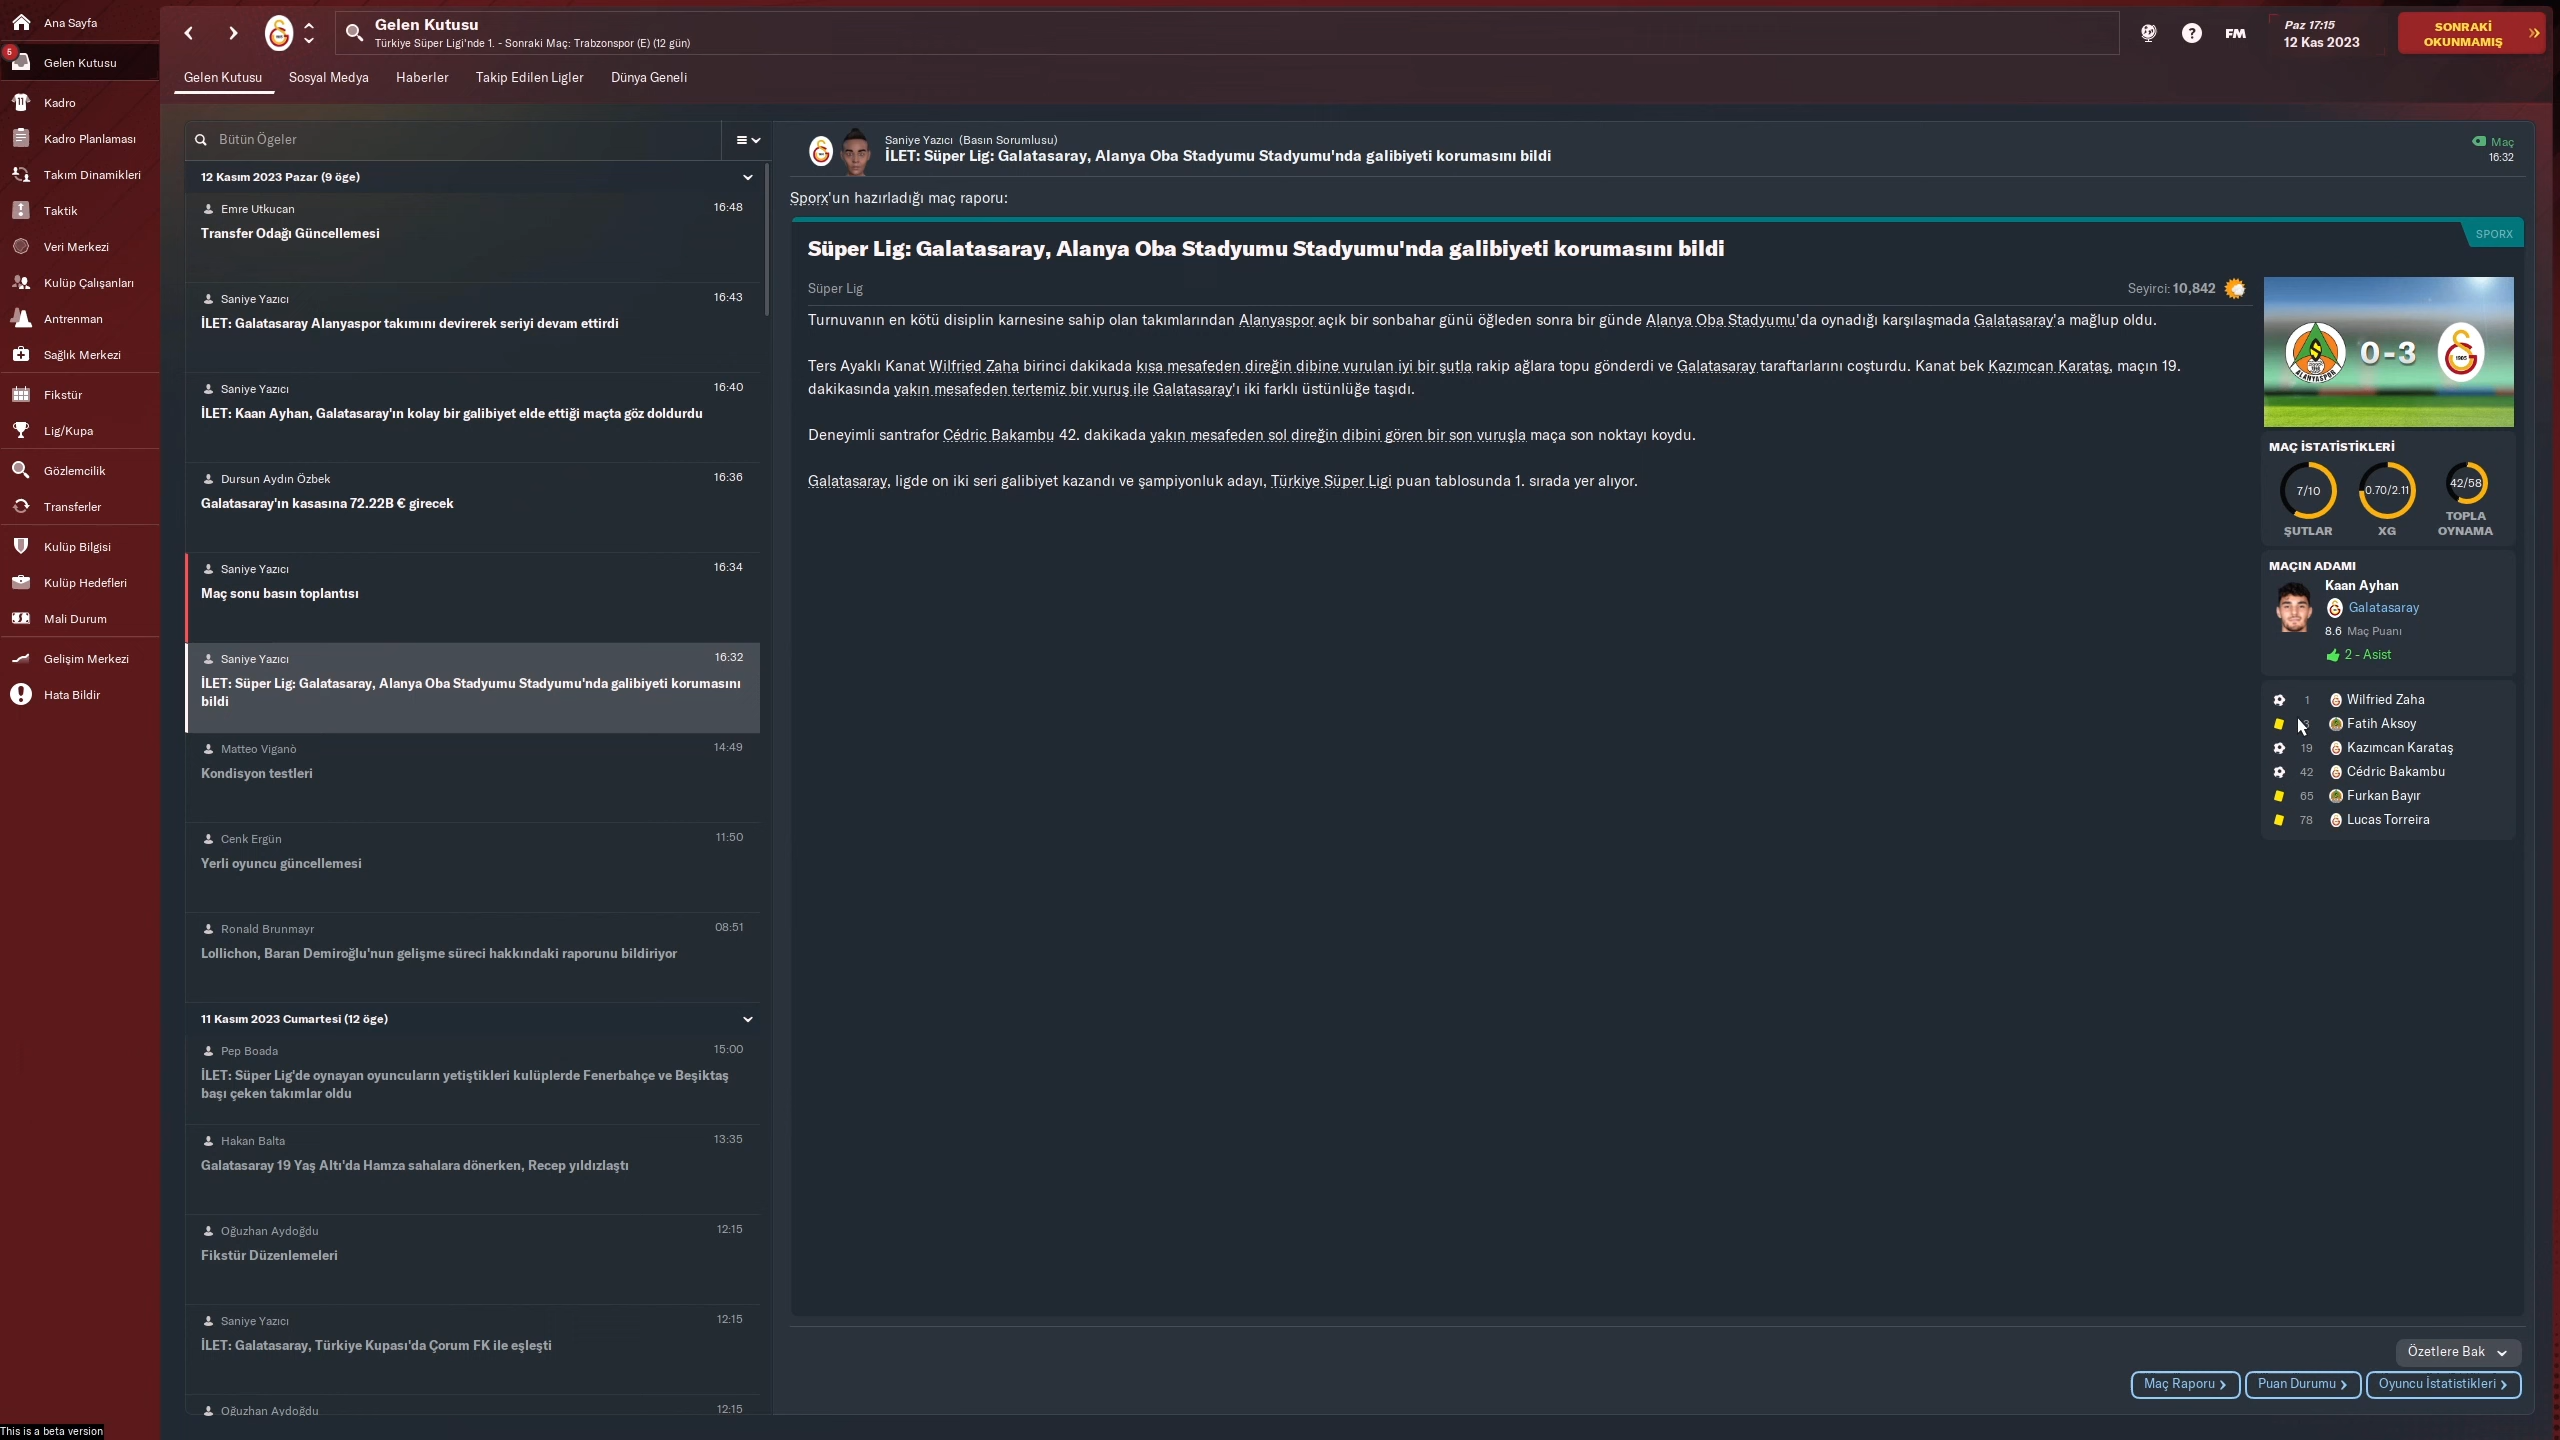 Ana Sayfa
5
Gelen Kutusu
Kadro
Kadro Planlaması
Takım Dinamikleri
Taktik
Veri Merkezi
Kulüp Çalışanları
Antrenman
Sağlık Merkezi
Fikstür
Lig/Kupa
Gözlemcilik
Transferler
Kulüp Bilgisi
Kulüp Hedefleri
Mali Durum
Gelişim Merkezi
Hata Bildir
This is a beta version
Gelen Kutusu
Türkiye Süper Ligi'nde 1. - Sonraki Maç: Trabzonspor (E) (12 gün)
FM
Paz 17:15
12 Kas 2023
SONRAKİ
OKUNMAMIŞ
Gelen Kutusu Sosyal Medya Haberler Takip Edilen Ligler Dünya Geneli
Bütün Ögeler
12 Kasım 2023 Pazar (9 öge)
Emre Utkucan 16:48
Transfer Odağı Güncellemesi
Saniye Yazıcı 16:43
İLET: Galatasaray Alanyaspor takımını devirerek seriyi devam ettirdi
Saniye Yazıcı 16:40
İLET: Kaan Ayhan, Galatasaray'ın kolay bir galibiyet elde ettiği maçta göz doldurdu
Dursun Aydın Özbek 16:36
Galatasaray'ın kasasına 72.22B € girecek
Saniye Yazıcı 16:34
Maç sonu basın toplantısı
Saniye Yazıcı 16:32
İLET: Süper Lig: Galatasaray, Alanya Oba Stadyumu Stadyumu'nda galibiyeti korumasını
bildi
Matteo Viganò 14:49
Kondisyon testleri
Cenk Ergün 11:50
Yerli oyuncu güncellemesi
Ronald Brunmayr 08:51
Lollichon, Baran Demiroğlu'nun gelişme süreci hakkındaki raporunu bildiriyor
11 Kasım 2023 Cumartesi (12 öge)
Pep Boada 15:00
İLET: Süper Lig'de oynayan oyuncuların yetiştikleri kulüplerde Fenerbahçe ve Beşiktaş
başı çeken takımlar oldu
Hakan Balta 13:35
Galatasaray 19 Yaş Altı'da Hamza sahalara dönerken, Recep yıldızlaştı
Oğuzhan Aydoğdu 12:15
Fikstür Düzenlemeleri
Saniye Yazıcı 12:15
İLET: Galatasaray, Türkiye Kupası'da Çorum FK ile eşleşti
Oğuzhan Aydoğdu 12:15
Saniye Yazıcı (Basın Sorumlusu)
İLET: Süper Lig: Galatasaray, Alanya Oba Stadyumu Stadyumu'nda galibiyeti korumasını bildi
Maç
16:32
Sporx'un hazırladığı maç raporu:
Süper Lig: Galatasaray, Alanya Oba Stadyumu Stadyumu'nda galibiyeti korumasını bildi
SPORX
Süper Lig
Seyirci: 10,842
Turnuvanın en kötü disiplin karnesine sahip olan takımlarından Alanyaspor açık bir sonbahar günü öğleden sonra bir günde Alanya Oba Stadyumu'da oynadığı karşılaşmada Galatasaray'a mağlup oldu.
Ters Ayaklı Kanat Wilfried Zaha birinci dakikada kısa mesafeden direğin dibine vurulan iyi bir şutla rakip ağlara topu gönderdi ve Galatasaray taraftarlarını coşturdu. Kanat bek Kazımcan Karataş, maçın 19.
dakikasında yakın mesafeden tertemiz bir vuruş ile Galatasaray'ı iki farklı üstünlüğe taşıdı.
Deneyimli santrafor Cédric Bakambu 42. dakikada yakın mesafeden sol direğin dibini gören bir son vuruşla maça son noktayı koydu.
Galatasaray, ligde on iki seri galibiyet kazandı ve şampiyonluk adayı, Türkiye Süper Ligi puan tablosunda 1. sırada yer alıyor.
ALANYASPOR
0-3
1905
MAÇ İSTATİSTİKLERİ
7/10 0.70/2.11 42/58
ŞUTLAR XG TOPLA
OYNAMA
MAÇIN ADAMI
Kaan Ayhan
Galatasaray
8.6 Maç Puanı
2 - Asist
1 Wilfried Zaha
Fatih Aksoy
19 Kazımcan Karataş
42 Cédric Bakambu
65 Furkan Bayır
78 Lucas Torreira
Özetlere Bak
Maç Raporu Puan Durumu Oyuncu İstatistikleri